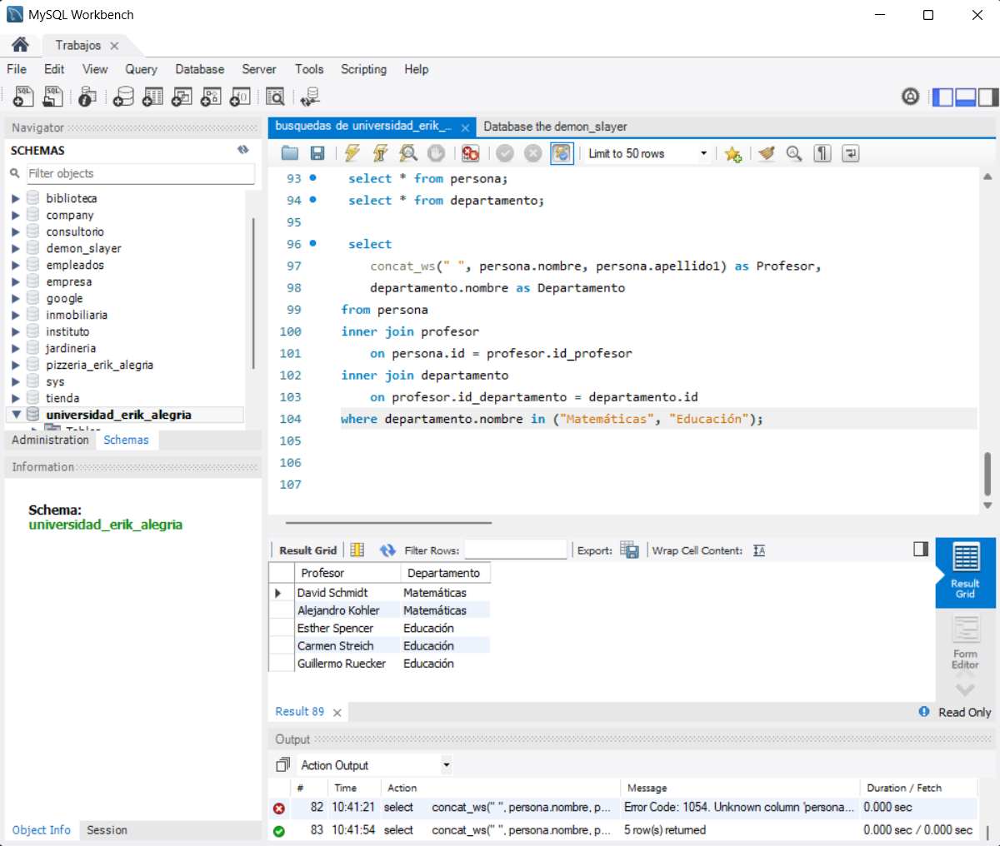 MySQL Workbench
Trabajos
File Edit View Query Database Server Tools Scripting Help
Navigator
SCHEMAS
Filter objects
biblioteca
company
consultorio
demon_slayer
empleados
empresa
google
inmobiliaria
instituto
jardineria
pizzeria_erik_alegria
sys
tienda
universidad_erik_alegria
Tables
Administration Schemas
Information
Schema:
universidad_erik_alegria
Object Info Session
busquedas de universidad_erik_... Database the demon_slayer
Limit to 50 rows
93 select * from persona;
94 select * from departamento;
95
96 select
97 concat_ws(" ", persona.nombre, persona.apellido1) as Profesor,
98 departamento.nombre as Departamento
99 from persona
100 inner join profesor
101 on persona.id = profesor.id_profesor
102 inner join departamento
103 on profesor.id_departamento = departamento.id
104 where departamento.nombre in ("Matemáticas", "Educación");
105
106
107
Result Grid Filter Rows: Export: Wrap Cell Content:
Profesor Departamento
David Schmidt Matemáticas
Alejandro Kohler Matemáticas
Esther Spencer Educación
Carmen Streich Educación
Guillermo Ruecker Educación
Result
Grid
Form
Editor
Result 89
Read Only
Output
Action Output
# Time Action Message Duration / Fetch
82 10:41:21 select concat_ws(" ", persona.nombre, p... Error Code: 1054. Unknown column 'persona... 0.000 sec
83 10:41:54 select concat_ws(" ", persona.nombre, p... 5 row(s) returned 0.000 sec / 0.000 sec